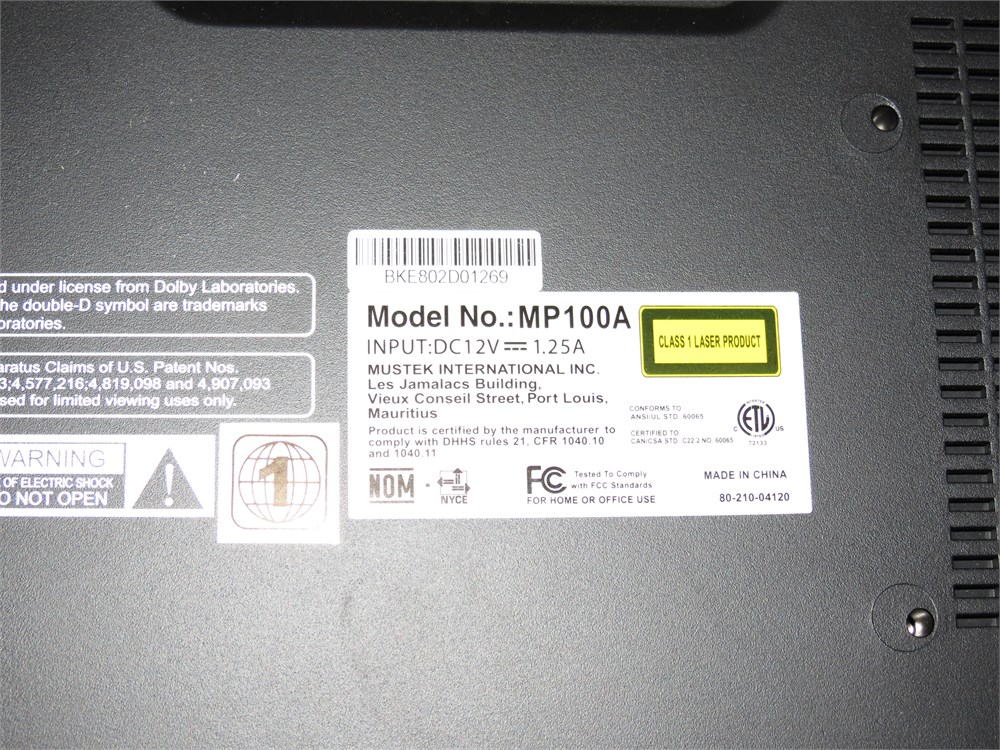 d under license from Dolby Laboratories.
he double-D symbol are trademarks
oratories.
aratus Claims of U.S. Patent Nos.
3;4,577,216;4,819,098 and 4,907,093
sed for limited viewing uses only.
WARNING
OF ELECTRIC SHOCK
O NOT OPEN
!
1
BKE802D01269
Model No.:MP100A
INPUT:DC12V 1.25A
MUSTEK INTERNATIONAL INC.
Les Jamalacs Building,
Vieux Conseil Street, Port Louis,
Mauritius
Product is certified by the manufacturer to
comply with DHHS rules 21, CFR 1040.10
and 1040.11
NOM - NYCE
CLASS 1 LASER PRODUCT
CONFORMS TO
ANSI/UL STD. 60065
CERTIFIED TO
CAN/CSA STD. C22.2 NO. 60065
INTERTEK
C ETL US
72133
FC Tested To Comply
with FCC Standards
FOR HOME OR OFFICE USE
MADE IN CHINA
80-210-04120